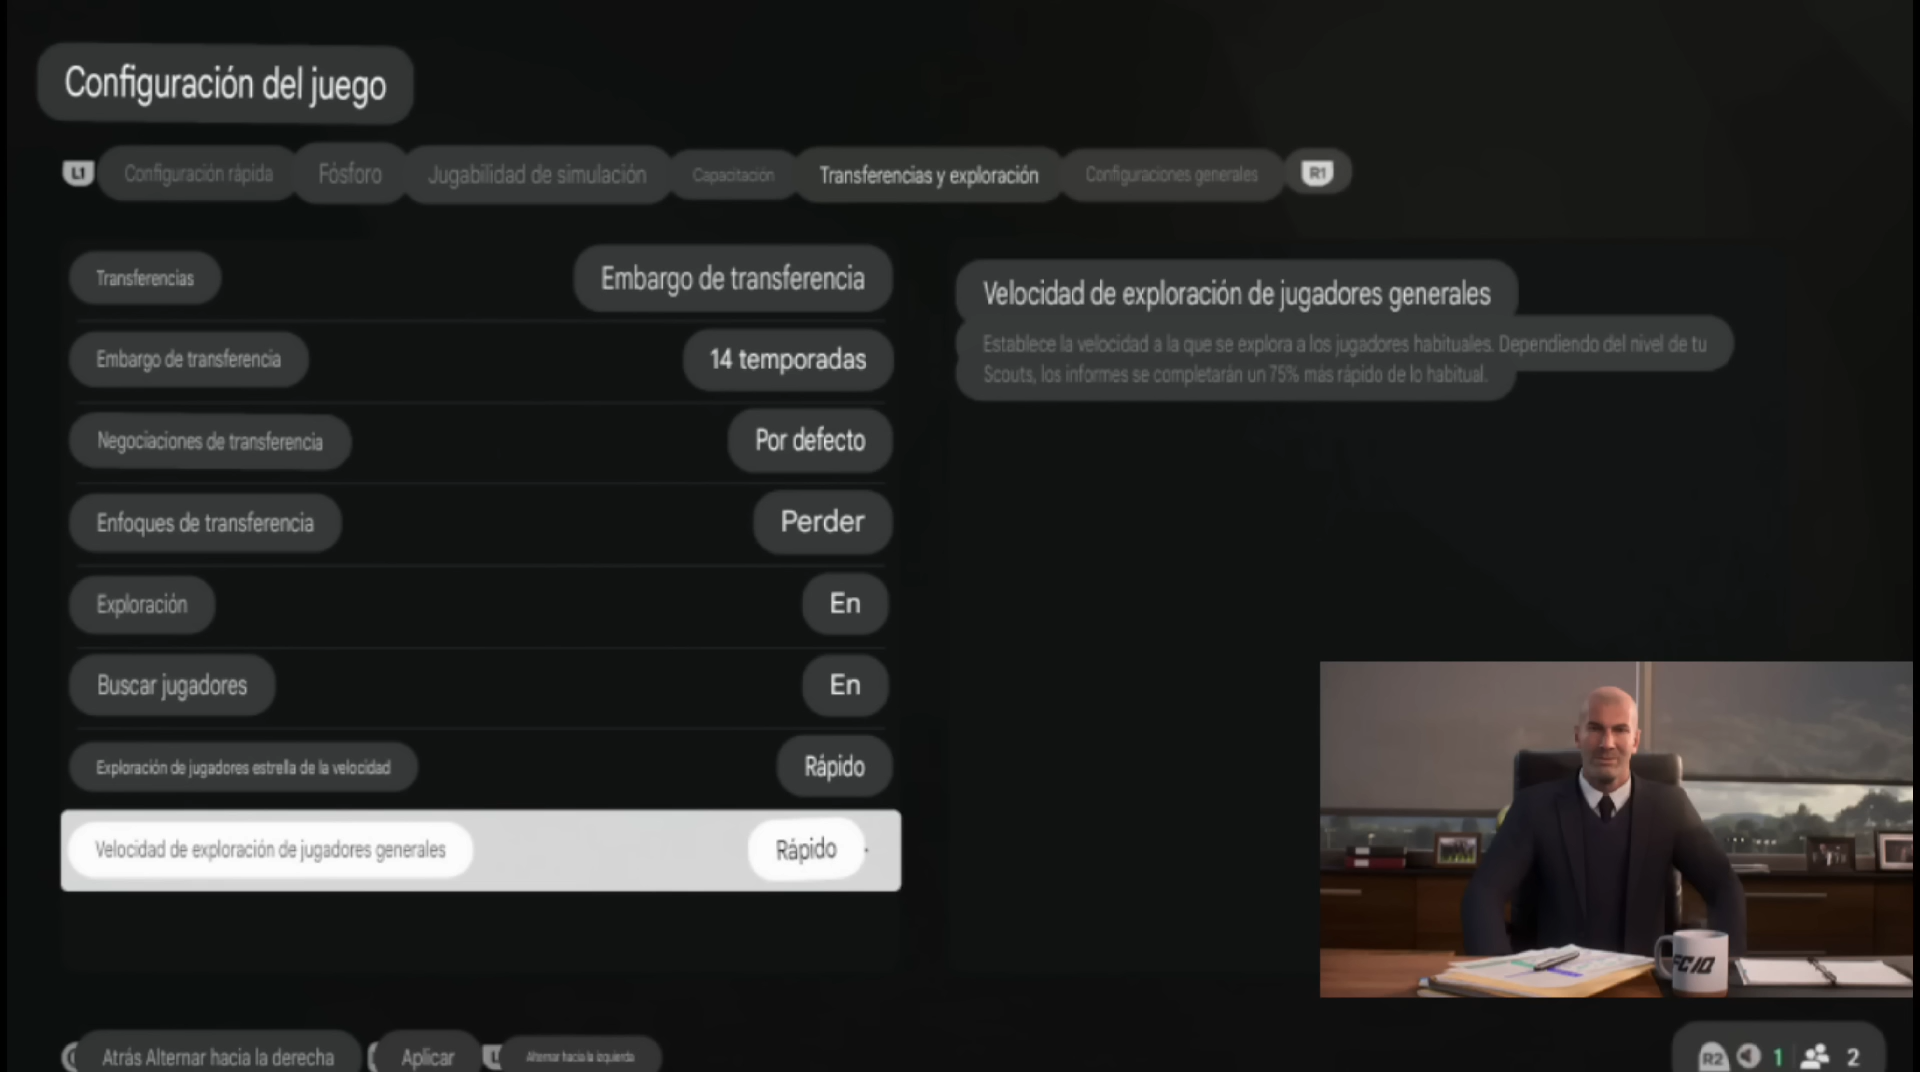 Configuración del juego
L1 Configuración rápida Fósforo Jugabilidad de simulación Capacitación Transferencias y exploración Configuraciones generales R1
Transferencias Embargo de transferencia
Embargo de transferencia 14 temporadas
Negociaciones de transferencia Por defecto
Enfoques de transferencia Perder
Exploración En
Buscar jugadores En
Exploración de jugadores estrella de la velocidad Rápido
Velocidad de exploración de jugadores generales Rápido
Velocidad de exploración de jugadores generales
Establece la velocidad a la que se explora a los jugadores habituales. Dependiendo del nivel de tu
Scouts, los informes se completarán un 75% más rápido de lo habitual.
FC IQ
Atrás Alternar hacia la derecha Aplicar L Alternar hacia la izquierda
R2 1 2